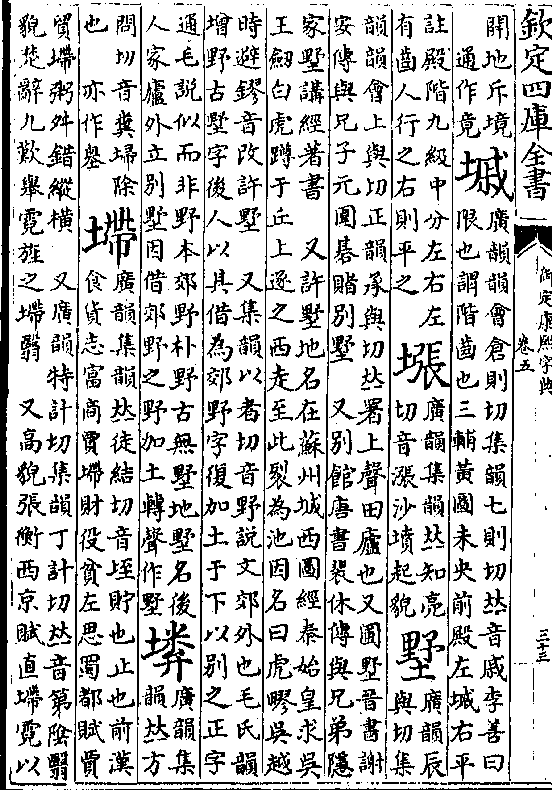 欽定四庫全書
御定康熙字典
卷五
三十三
開地斥境
通作竟
墄
廣韻韻會倉則切集韻七則切𠀤音戚李善曰
限也謂階齒也三輔黃圖未央前殿左墄右平
註殿階九級中分左右左
有齒人行之右則平之
廣韻集韻𠀤知亮
切音漲沙墳起貌
墅
廣韻辰
與切集
韻韻會上與切正韻承與切𠀤署上聲田廬也又圃墅晉書謝
安傳與兄子元圍碁賭別墅　又別館唐書裴休傳與兄弟隱
家墅講經著書　又許墅地名在蘇州城西圖經秦始皇求吳
王劒白虎蹲于丘上逐之西走至此裂為池因名曰虎疁吳越
時避鏐音改許墅　又集韻以者切音野說文郊外也毛氏韻
增野古墅字後人以其借為郊野字復加土于下以別之正字
通毛說似而非野本郊野朴野古無墅地墅名後
人家廬外立別墅因借郊野之野加土轉聲作墅
廣韻集
韻𠀤方
問切音糞埽除
也　亦作
墆
廣韻集韻𠀤徒結切音垤貯也止也前漢
食貨志富商賈墆財役貧左思蜀都賦賈
貿墆鬻舛錯縱橫　又廣韻特計切集韻丁計切𠀤音第陰翳
貌楚辭九歎舉霓旌之墆翳　又高貌張衡西京賦直墆霓以